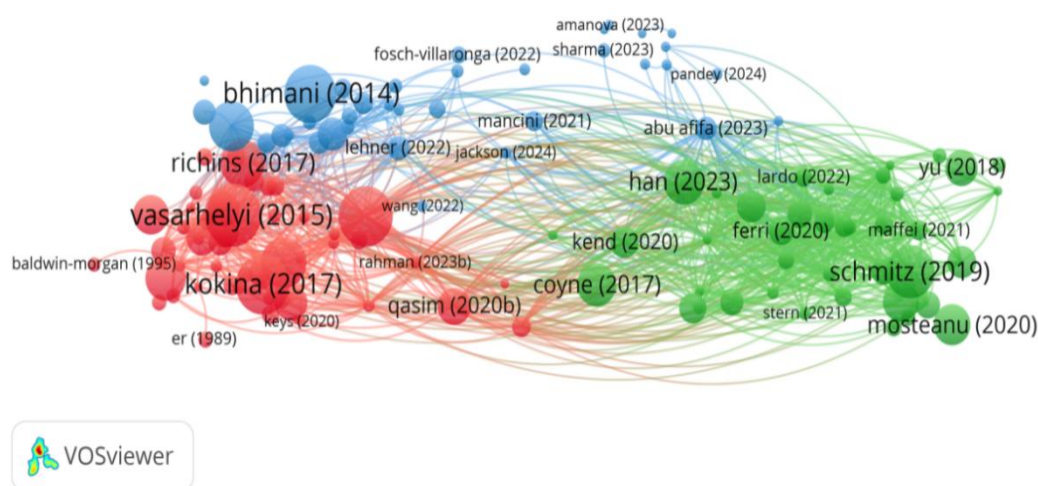 amanova (2023)
sharma (2023)
fosch-villaronga (2022)
pandey (2024)
bhimani (2014)
mancini (2021)
abu afifa (2023)
lehner (2022)
jackson (2024)
richins (2017)
yu (2018)
lardo (2022)
han (2023)
wang (2022)
vasarhelyi (2015)
ferri (2020)
maffei (2021)
kend (2020)
baldwin-morgan (1995)
rahman (2023b)
schmitz (2019)
kokina (2017)
coyne (2017)
qasim (2020b)
stern (2021)
keys (2020)
mosteanu (2020)
er (1989)
VOSviewer